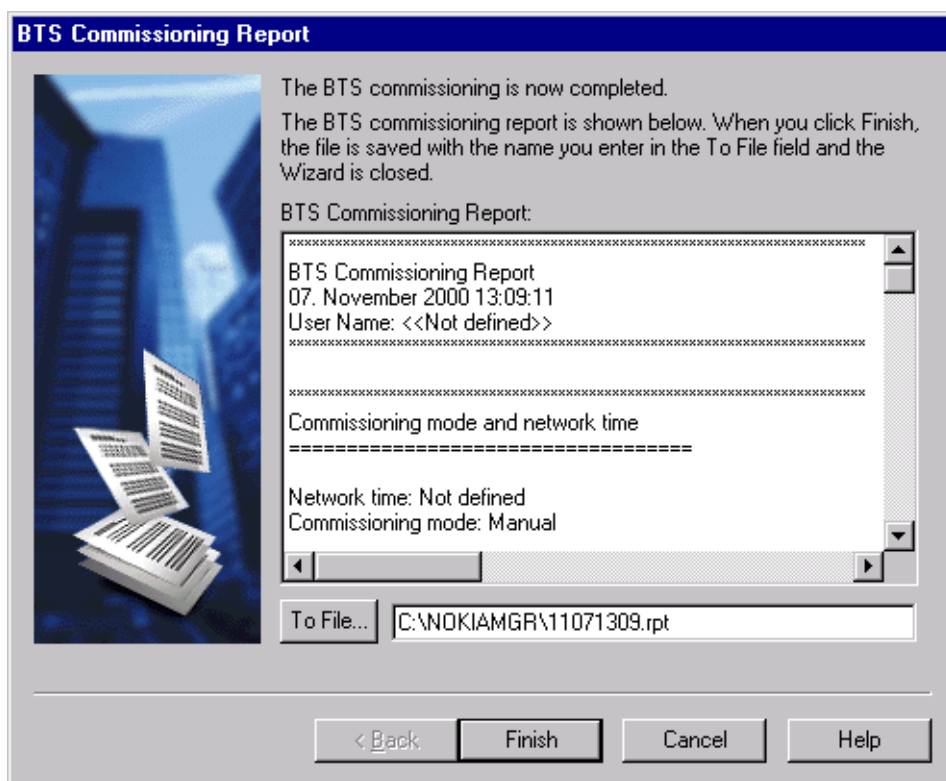 BTS Commissioning Report
The BTS commissioning is now completed.
The BTS commissioning report is shown below. When you click Finish,
the file is saved with the name you enter in the To File field and the
Wizard is closed.
BTS Commissioning Report:
BTS Commissioning Report
07. November 2000 13:09:11
User Name: <<Not defined>>
Commissioning mode and network time
===================================
Network time: Not defined
Commissioning mode: Manual
To File... C:\NOKIAMGR\11071309.rpt
< Back Finish Cancel Help